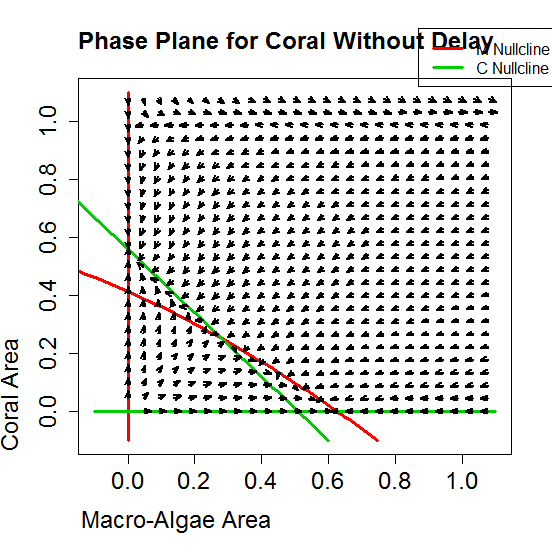 Phase Plane for Coral Without Delay
M Nullcline
C Nullcline
1.0
0.8
0.6
0.4
0.2
0.0
Coral Area
0.0 0.2 0.4 0.6 0.8 1.0
Macro-Algae Area